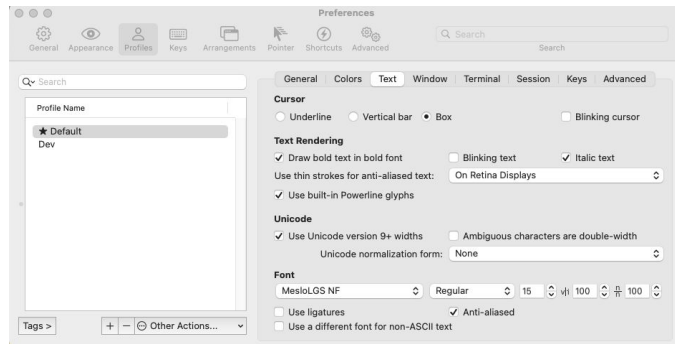 Preferences
General Appearance Profiles Keys Arrangements Pointer Shortcuts Advanced
Search
Search
Search
Profile Name
★ Default
Dev
Tags >
+ − Other Actions...
General Colors Text Window Terminal Session Keys Advanced
Cursor
Underline Vertical bar Box Blinking cursor
Text Rendering
Draw bold text in bold font Blinking text Italic text
Use thin strokes for anti-aliased text: On Retina Displays
Use built-in Powerline glyphs
Unicode
Use Unicode version 9+ widths Ambiguous characters are double-width
Unicode normalization form: None
Font
MesloLGS NF Regular 15 100 100
Use ligatures Anti-aliased
Use a different font for non-ASCII text